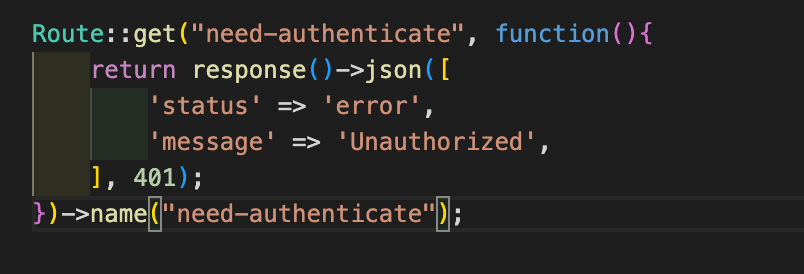 Route::get("need-authenticate", function(){
    return response()->json([
        'status' => 'error',
        'message' => 'Unauthorized',
    ], 401);
})->name("need-authenticate");